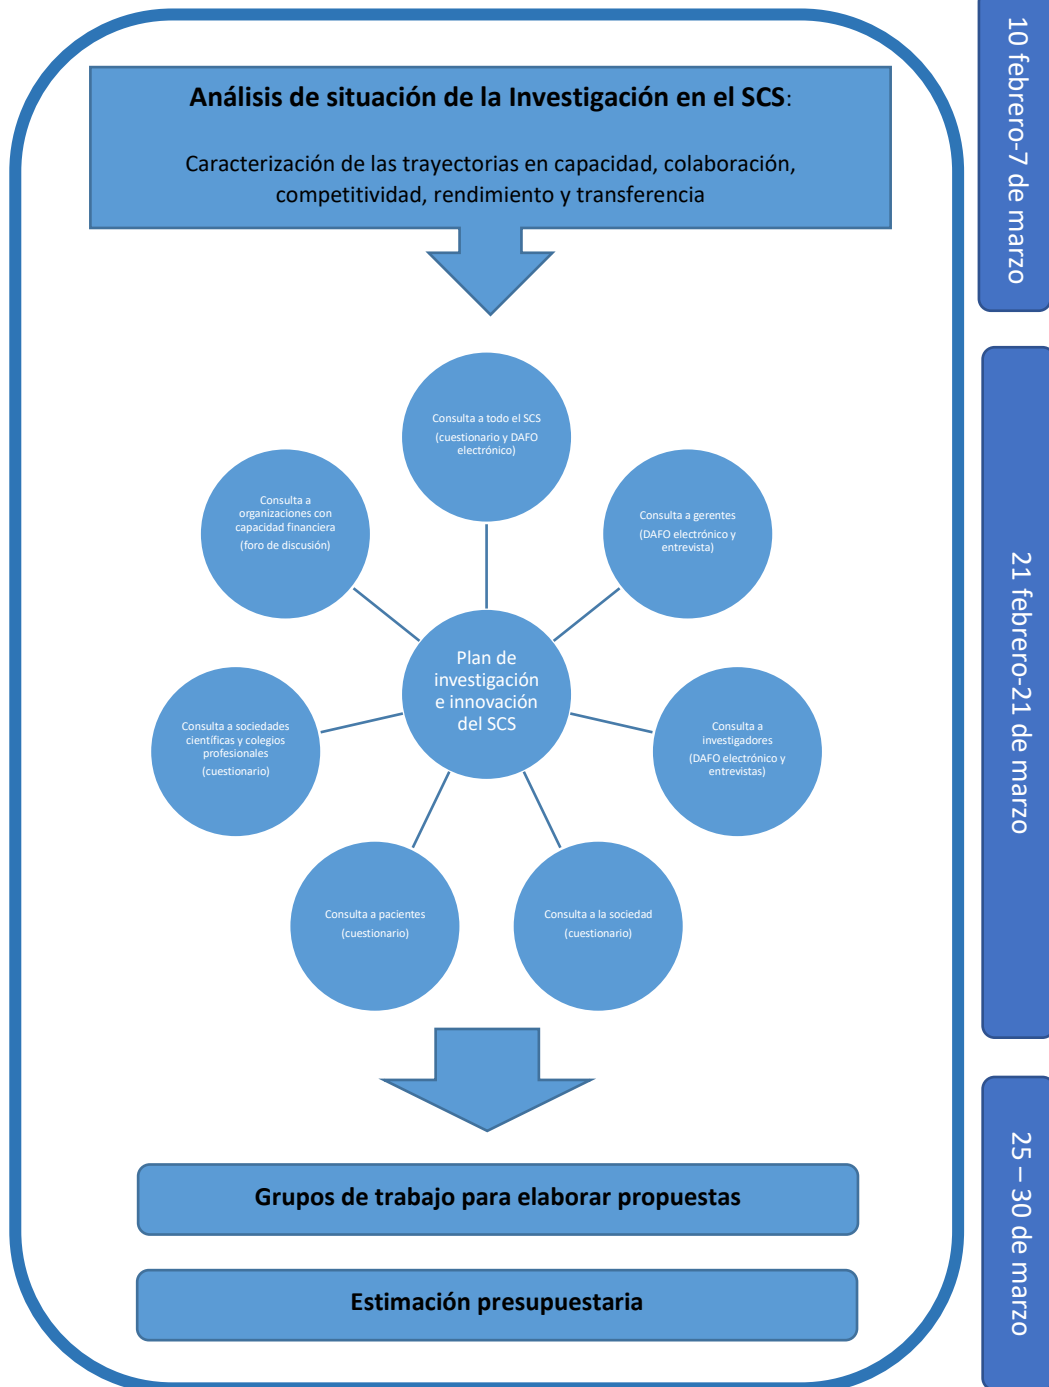 Análisis de situación de la Investigación en el SCS:
Caracterización de las trayectorias en capacidad, colaboración,
competitividad, rendimiento y transferencia
10 febrero-7 de marzo
Consulta a todo el SCS
(cuestionario y DAFO
electrónico)
Consulta a gerentes
(DAFO electrónico y
entrevista)
Consulta a
investigadores
(DAFO electrónico y
entrevistas)
Consulta a la sociedad
(cuestionario)
Consulta a pacientes
(cuestionario)
Consulta a sociedades
científicas y colegios
profesionales
(cuestionario)
Consulta a
organizaciones con
capacidad financiera
(foro de discusión)
Plan de
investigación
e innovación
del SCS
21 febrero-21 de marzo
Grupos de trabajo para elaborar propuestas
Estimación presupuestaria
25 – 30 de marzo